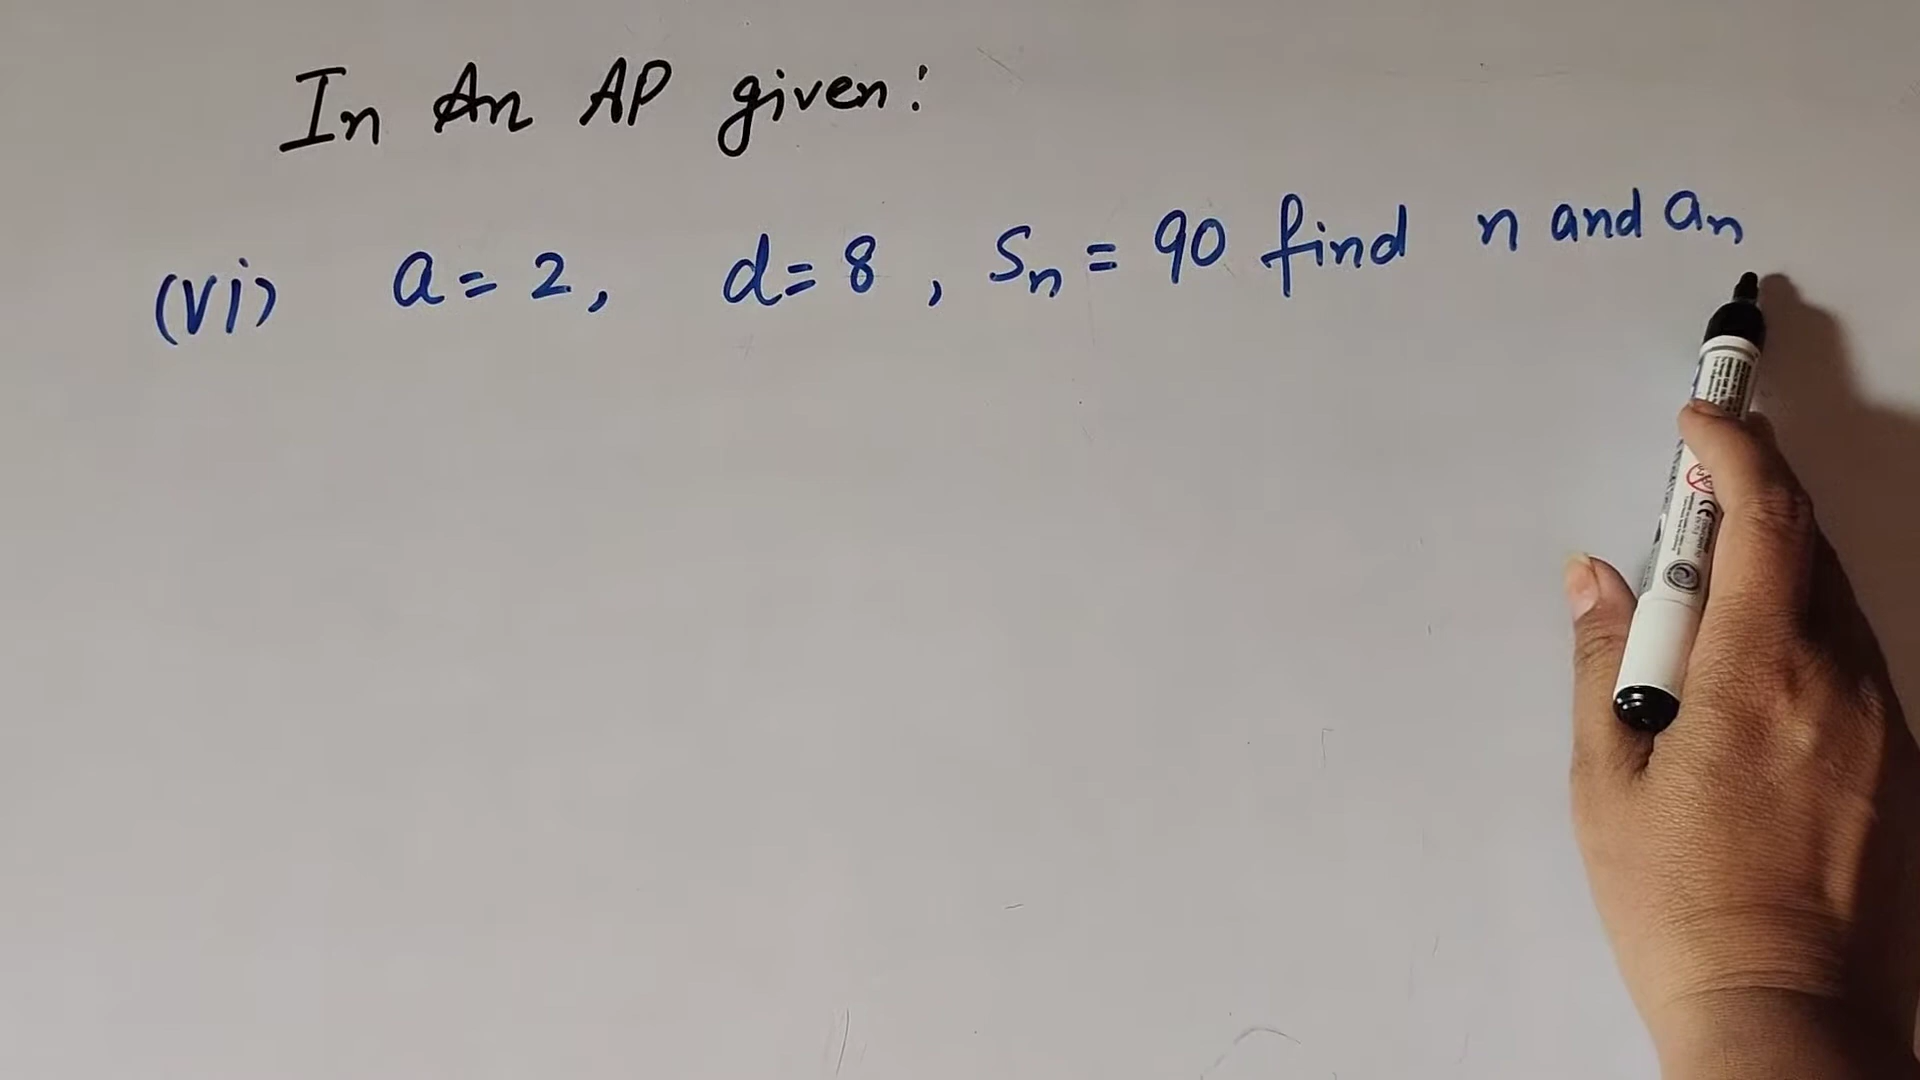 In An AP given:
(vi) a = 2, d = 8, Sn = 90 find n and an